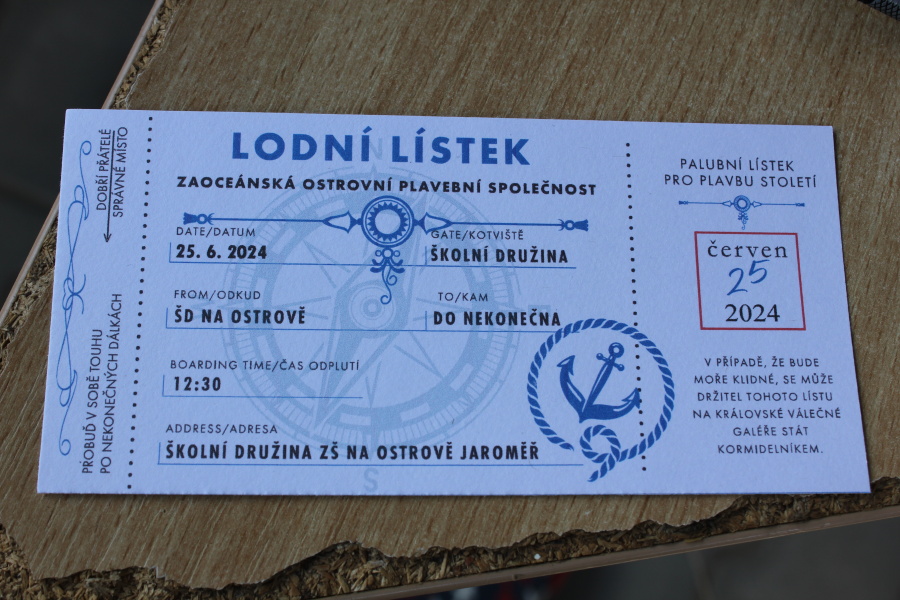 DOBŘÍ PŘÁTELÉ
SPRÁVNÉ MÍSTO
PROBUĎ V SOBĚ TOUHU
PO NEKONEČNÝCH DÁLKÁCH
LODNÍ LÍSTEK
ZAOCEÁNSKÁ OSTROVNÍ PLAVEBNÍ SPOLEČNOST
N
DATE/DATUM
25. 6. 2024
GATE/KOTVIŠTĚ
ŠKOLNÍ DRUŽINA
FROM/ODKUD
ŠD NA OSTROVĚ
TO/KAM
DO NEKONEČNA
BOARDING TIME/ČAS ODPLUTÍ
12:30
ADDRESS/ADRESA
ŠKOLNÍ DRUŽINA ZŠ NA OSTROVĚ JAROMĚŘ
S
PALUBNÍ LÍSTEK
PRO PLAVBU STOLETÍ
červen
25
2024
V PŘÍPADĚ, ŽE BUDE
MOŘE KLIDNÉ, SE MŮŽE
DRŽITEL TOHOTO LÍSTU
NA KRÁLOVSKÉ VÁLEČNÉ
GALÉŘE STÁT
KORMIDELNÍKEM.